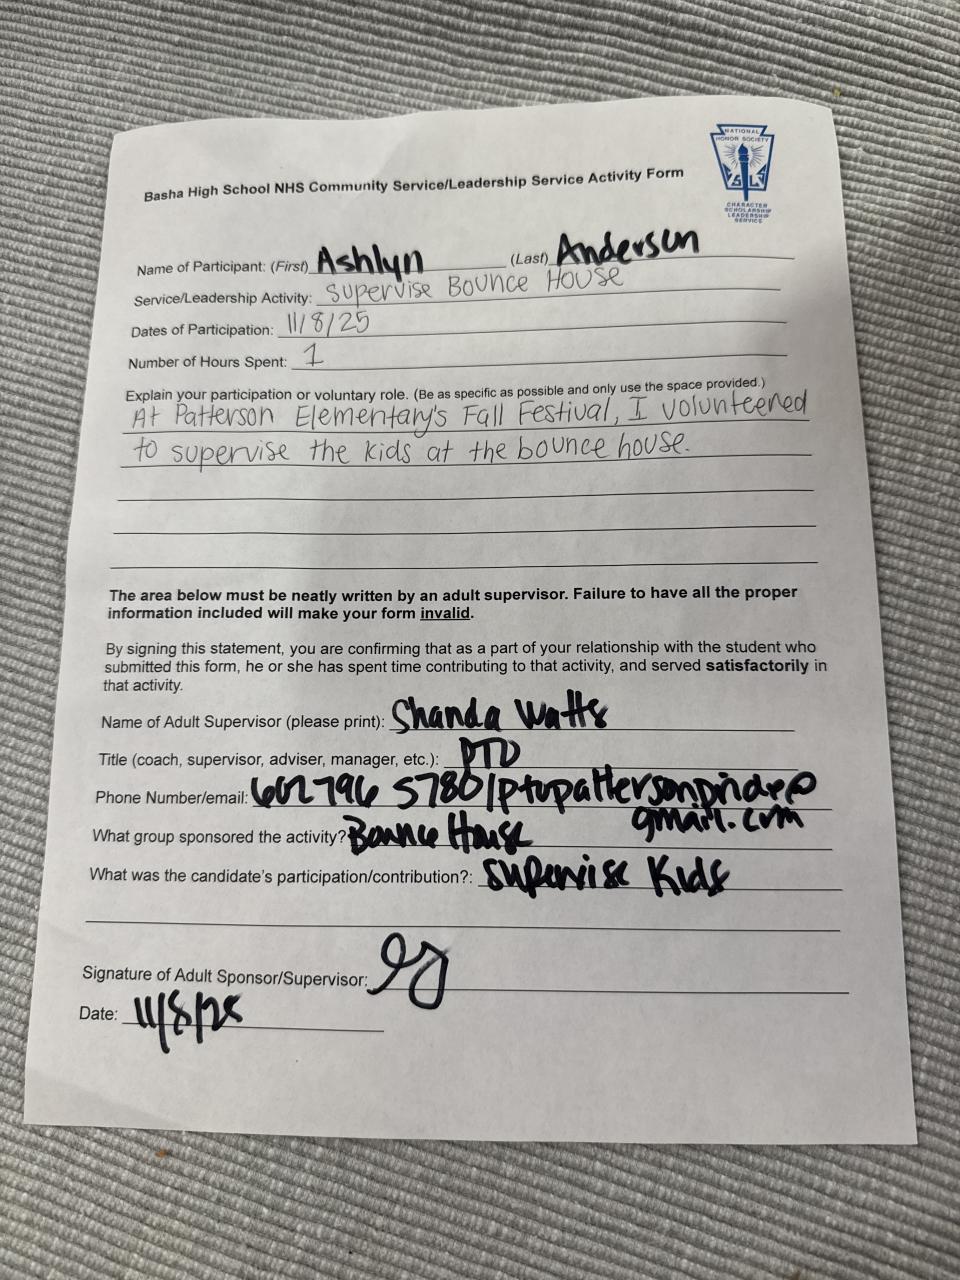 NATIONAL
HONOR SOCIETY
CHARACTER
SCHOLARSHIP
LEADERSHIP
SERVICE
Basha High School NHS Community Service/Leadership Service Activity Form
Name of Participant: (First) Ashlyn (Last) Anderson
Service/Leadership Activity: Supervise Bounce House
Dates of Participation: 11/8/25
Number of Hours Spent: 1
Explain your participation or voluntary role. (Be as specific as possible and only use the space provided.)
At Patterson Elementary's Fall Festival, I volunteered
to supervise the kids at the bounce house.
The area below must be neatly written by an adult supervisor. Failure to have all the proper
information included will make your form invalid.
By signing this statement, you are confirming that as a part of your relationship with the student who
submitted this form, he or she has spent time contributing to that activity, and served satisfactorily in
that activity.
Name of Adult Supervisor (please print): Shanda Watts
Title (coach, supervisor, adviser, manager, etc.): PTO
Phone Number/email: 602 796 5780/
gmail.com
What group sponsored the activity? Bounce House
What was the candidate's participation/contribution?: Supervise Kids
Signature of Adult Sponsor/Supervisor:
Date: 11/8/25